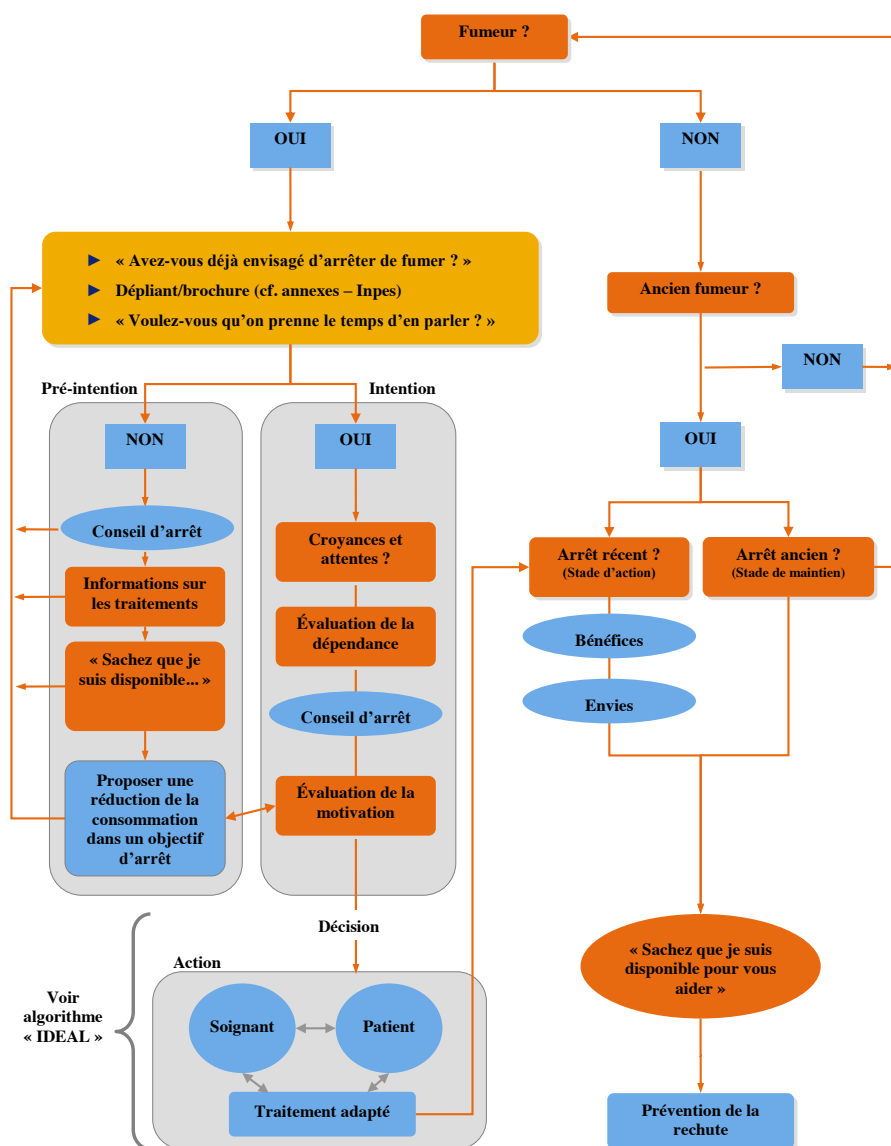 Fumeur ?
OUI
NON
► « Avez-vous déjà envisagé d'arrêter de fumer ? »
► Dépliant/brochure (cf. annexes – Inpes)
► « Voulez-vous qu'on prenne le temps d'en parler ? »
Ancien fumeur ?
NON
OUI
Pré-intention
Intention
NON
OUI
Conseil d'arrêt
Informations sur
les traitements
« Sachez que je
suis disponible... »
Proposer une
réduction de la
consommation
dans un objectif
d'arrêt
Croyances et
attentes ?
Évaluation de la
dépendance
Conseil d'arrêt
Évaluation de la
motivation
Arrêt récent ?
(Stade d'action)
Arrêt ancien ?
(Stade de maintien)
Bénéfices
Envies
Décision
Action
Voir
algorithme
« IDEAL »
Soignant
Patient
Traitement adapté
« Sachez que je suis
disponible pour vous
aider »
Prévention de la
rechute